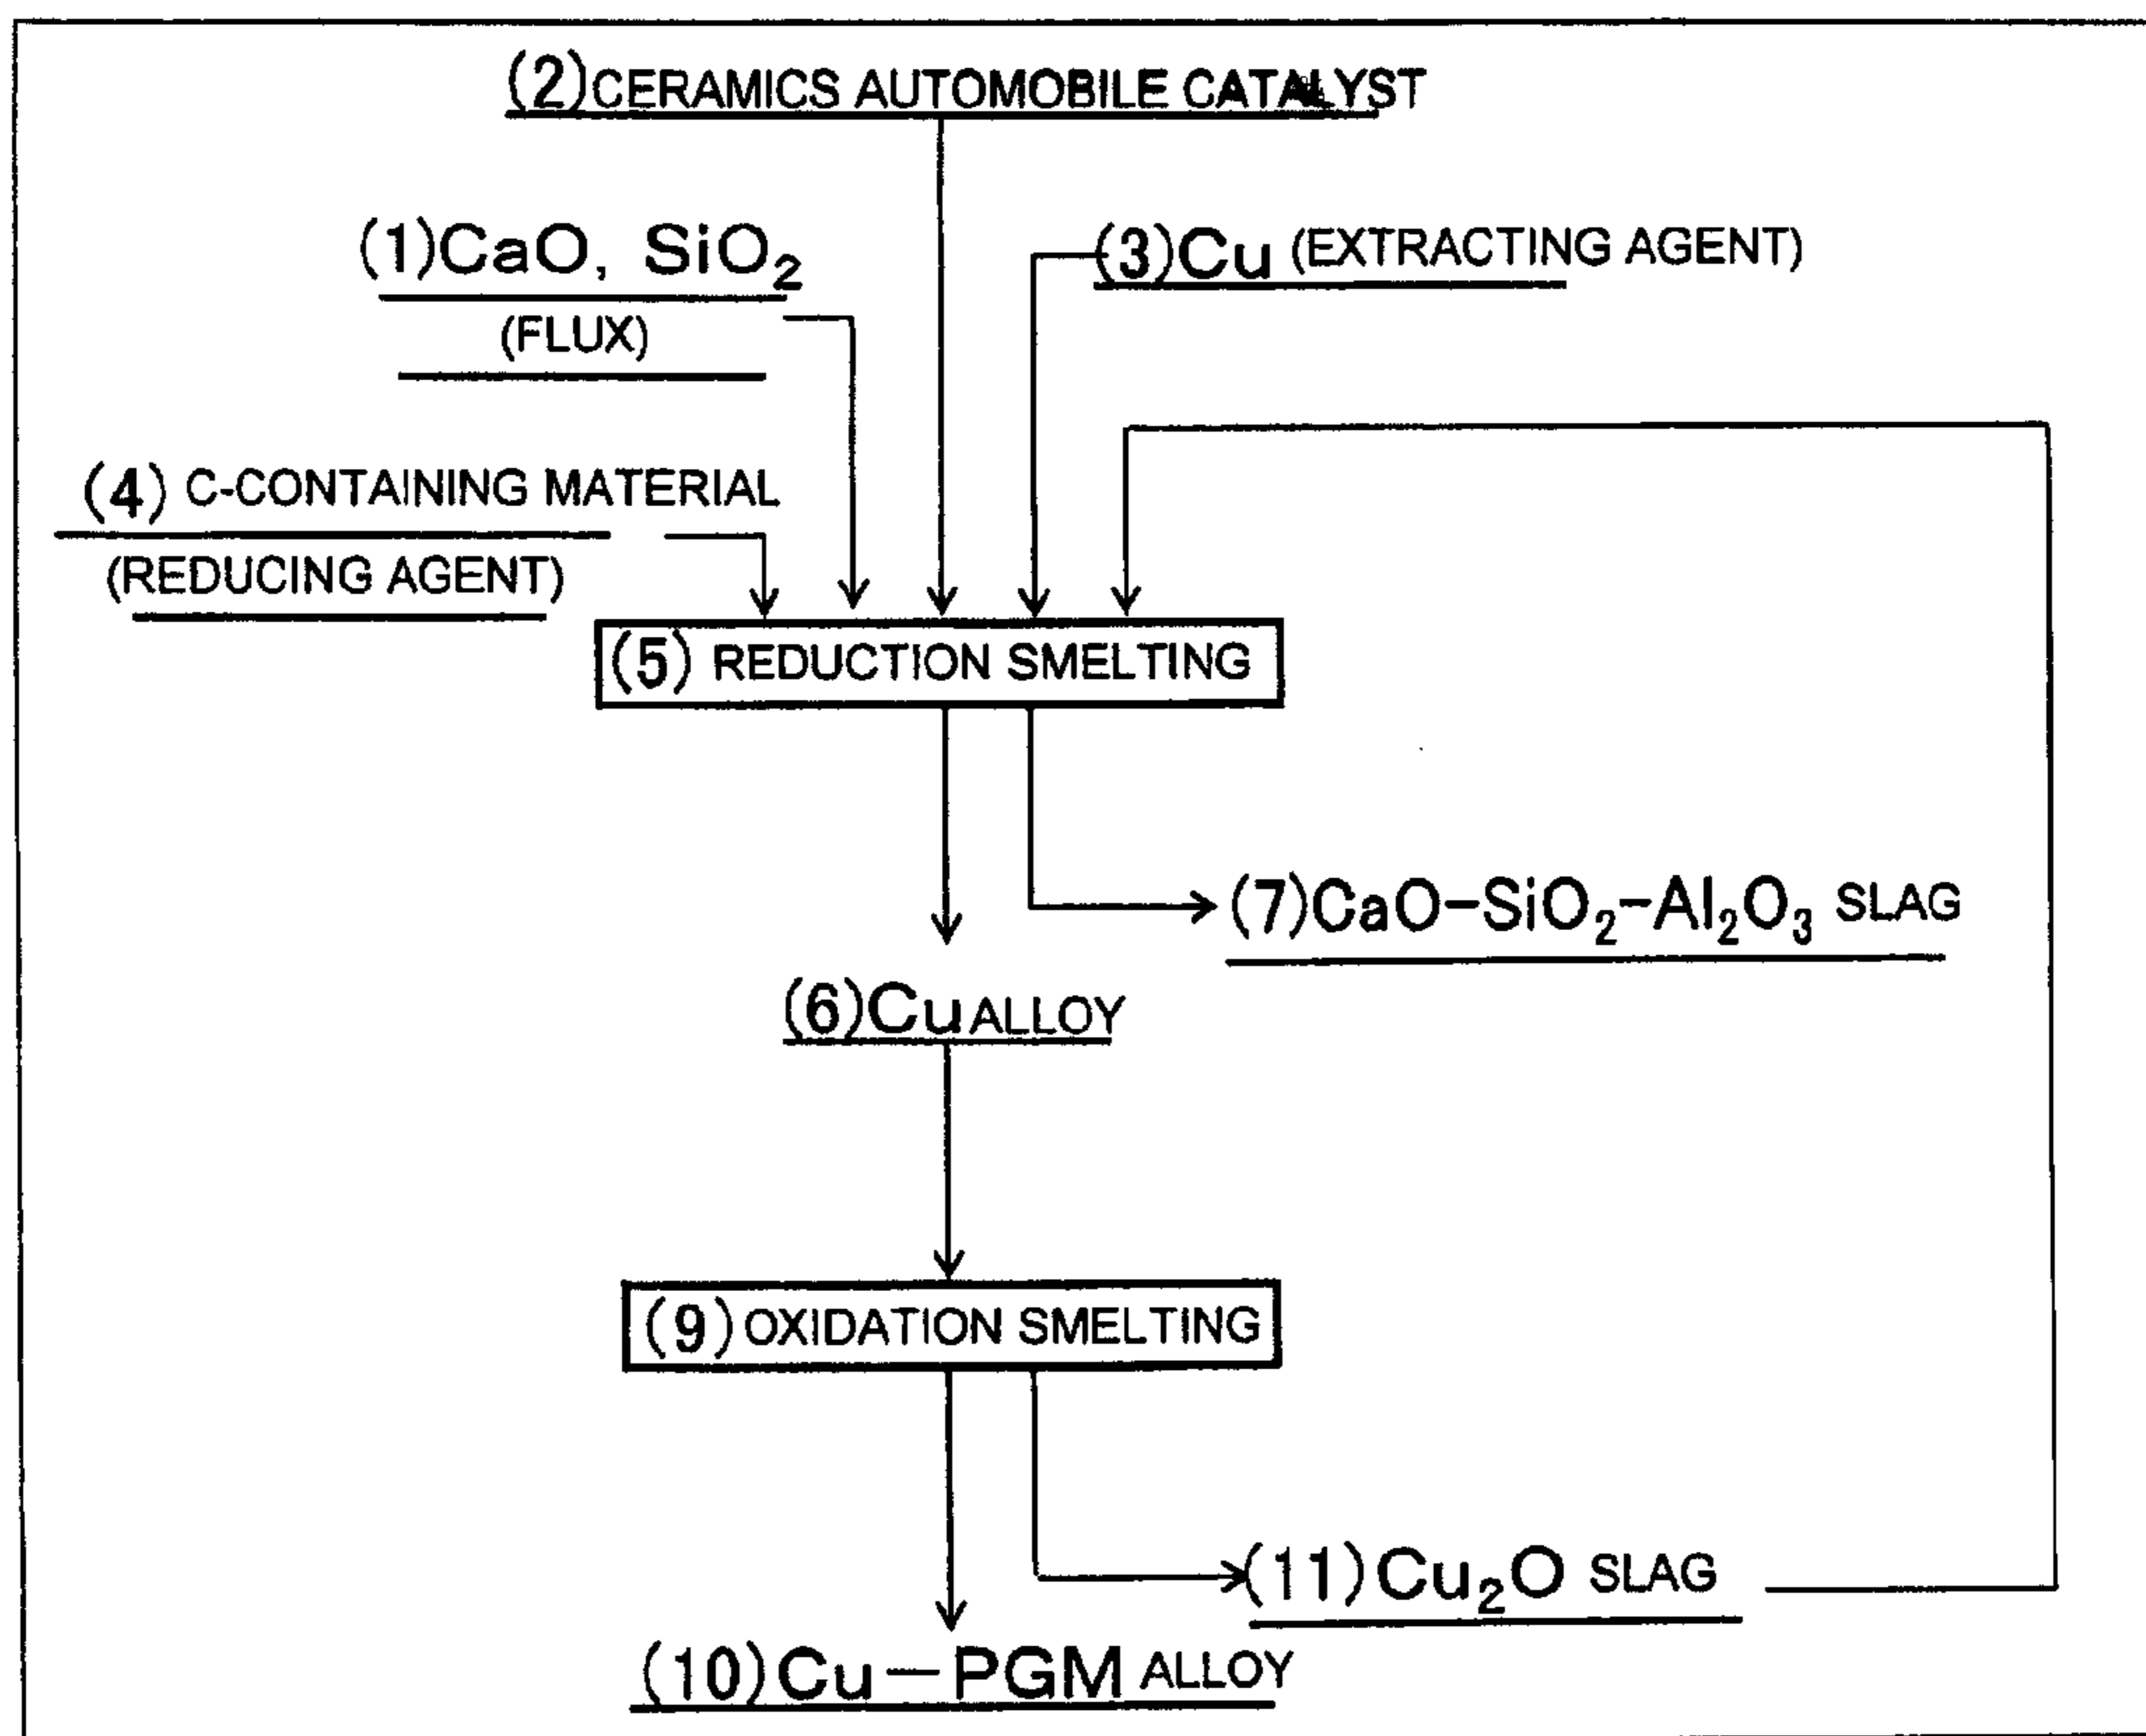 (2)CERAMICS AUTOMOBILE CATALYST
(1)CaO, SiO₂
(FLUX)
(3)Cu (EXTRACTING AGENT)
(4) C-CONTAINING MATERIAL
(REDUCING AGENT)
(5) REDUCTION SMELTING
(7)CaO-SiO₂-Al₂O₃ SLAG
(6)Cu ALLOY
(9) OXIDATION SMELTING
(11)Cu₂O SLAG
(10)Cu-PGM ALLOY